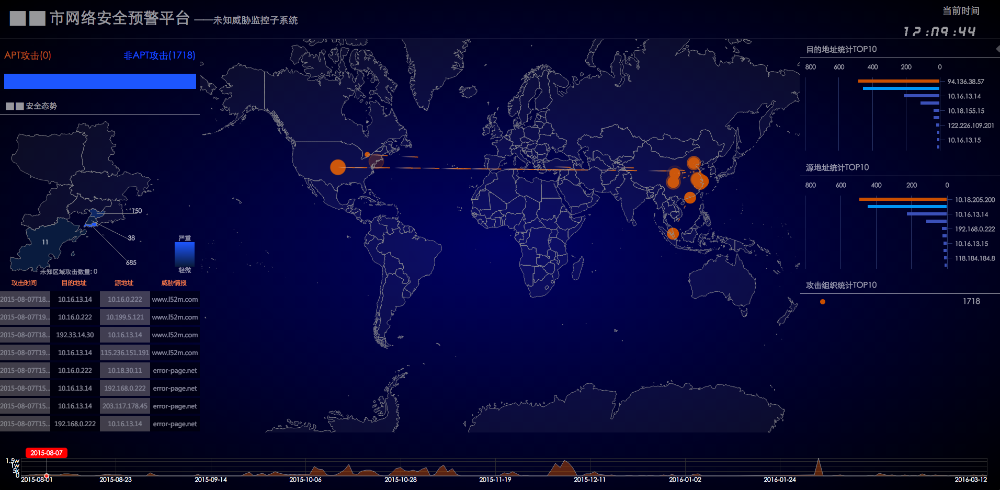 市网络安全预警平台 ——未知威胁监控子系统
当前时间
12:09:44
APT攻击(0)
非APT攻击(1718)
安全态势
150
38
11
685
严重
轻微
未知区域攻击数量: 0
攻击时间 目的地址 源地址 威胁情报
2015-08-07T18... 10.16.13.14 10.16.0.222 www.l52m.com
2015-08-07T19... 10.16.0.222 10.199.5.121 www.l52m.com
2015-08-07T18... 192.33.14.30 10.16.13.14 www.l52m.com
2015-08-07T19... 10.16.13.14 115.236.151.191 www.l52m.com
2015-08-07T15... 10.16.0.222 10.18.30.11 error-page.net
2015-08-07T15... 10.16.13.14 192.168.0.222 error-page.net
2015-08-07T15... 10.16.13.14 203.117.178.45 error-page.net
2015-08-07T15... 192.168.0.222 10.16.13.14 error-page.net
目的地址统计TOP10
800 600 400 200 0
94.136.38.57
10.16.13.14
10.18.155.15
122.226.109.201
10.16.13.15
源地址统计TOP10
800 600 400 200 0
10.18.205.200
10.16.13.14
192.168.0.222
10.16.13.15
118.184.184.8
攻击组织统计TOP10
1718
2015-08-07
1.5w
1w
5k
0
2015-08-01 2015-08-23 2015-09-14 2015-10-06 2015-10-28 2015-11-19 2015-12-11 2016-01-02 2016-01-24 2016-03-12